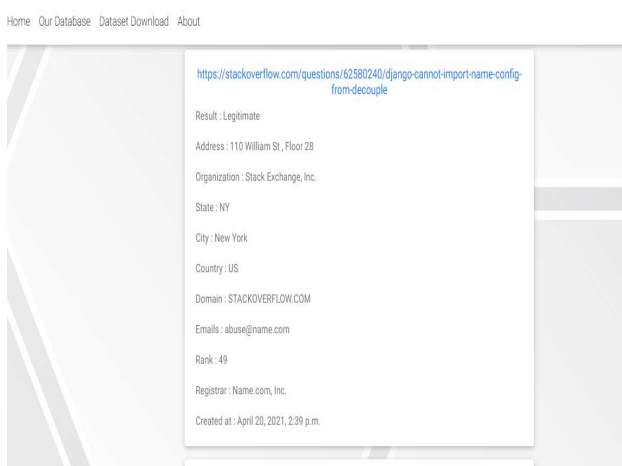 Home Our Database Dataset Download About
https://stackoverflow.com/questions/62580240/django-cannot-import-name-config-
from-decouple
Result : Legitimate
Address : 110 William St , Floor 28
Organization : Stack Exchange, Inc.
State : NY
City : New York
Country : US
Domain : STACKOVERFLOW.COM
Emails : abuse@name.com
Rank : 49
Registrar : Name.com, Inc.
Created at : April 20, 2021, 2:39 p.m.